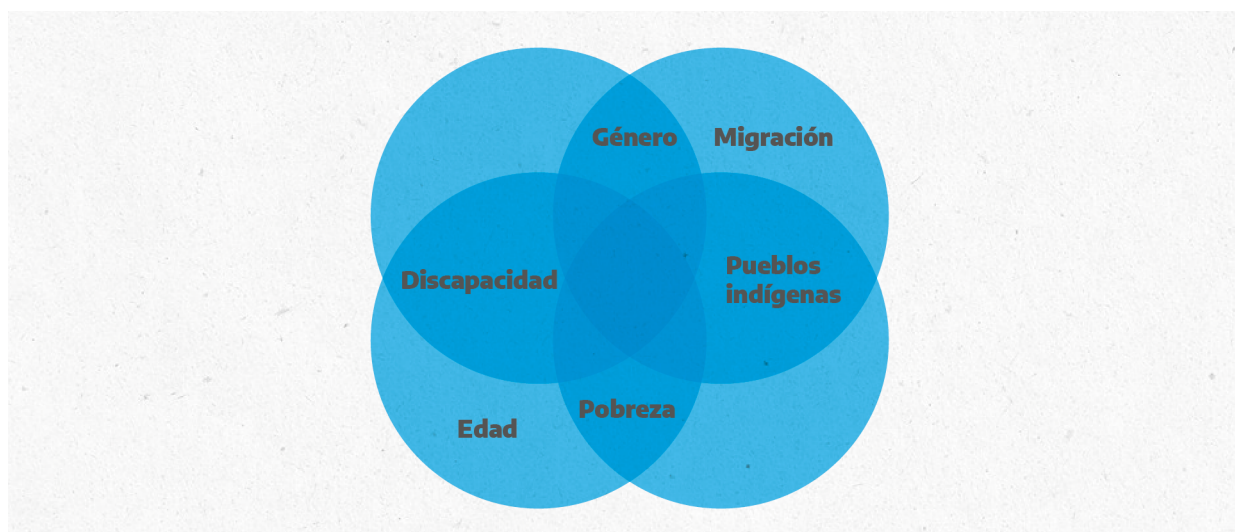 Género
Migración
Discapacidad
Pueblos
indígenas
Pobreza
Edad